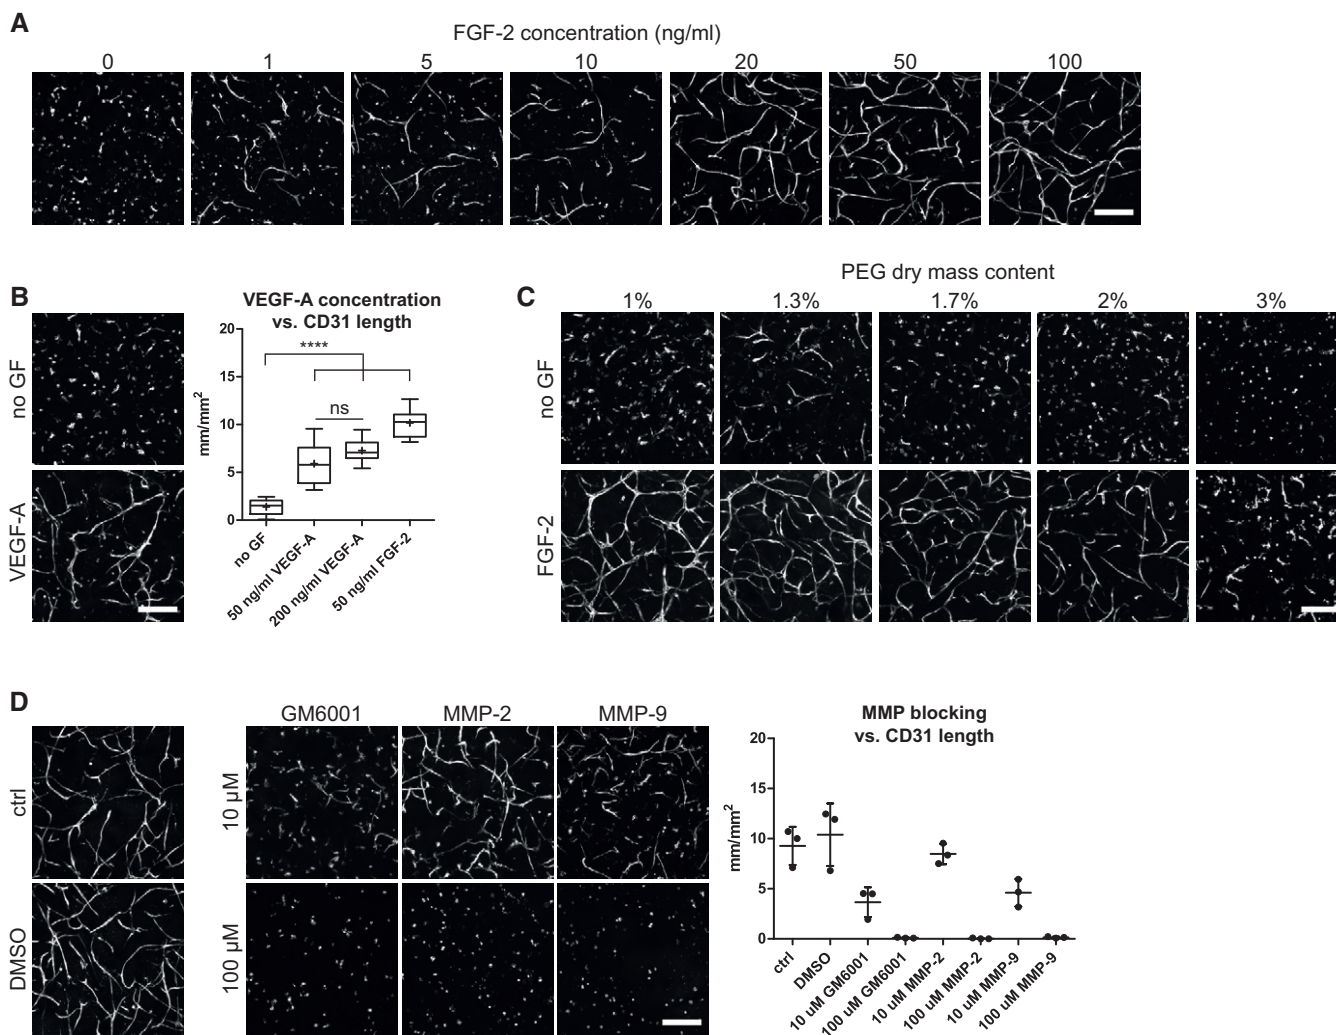 A
FGF-2 concentration (ng/ml)
0 1 5 10 20 50 100
B
no GF
VEGF-A
VEGF-A concentration
vs. CD31 length
20
15
10
5
0
mm/mm²
****
ns
no GF
50 ng/ml VEGF-A
200 ng/ml VEGF-A
50 ng/ml FGF-2
C
PEG dry mass content
1% 1.3% 1.7% 2% 3%
no GF
FGF-2
D
ctrl
DMSO
GM6001 MMP-2 MMP-9
10 µM
100 µM
MMP blocking
vs. CD31 length
20
15
10
5
0
mm/mm²
ctrl
DMSO
10 uM GM6001
100 uM GM6001
10 uM MMP-2
100 uM MMP-2
10 uM MMP-9
100 uM MMP-9